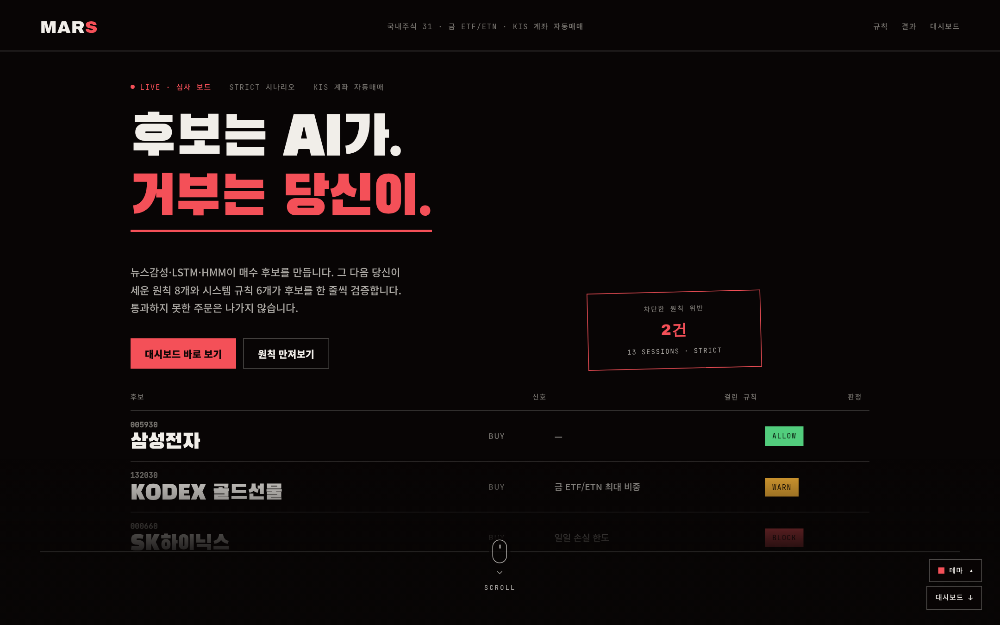 MARS
국내주식 31 · 금 ETF/ETN · KIS 계좌 자동매매
규칙 결과 대시보드
LIVE · 심사 보드 STRICT 시나리오 KIS 계좌 자동매매
후보는 AI가.
거부는 당신이.
뉴스감성·LSTM·HMM이 매수 후보를 만듭니다. 그 다음 당신이
세운 원칙 8개와 시스템 규칙 6개가 후보를 한 줄씩 검증합니다.
통과하지 못한 주문은 나가지 않습니다.
대시보드 바로 보기
원칙 만져보기
차단한 원칙 위반
2건
13 SESSIONS · STRICT
후보 신호 걸린 규칙 판정
005930
삼성전자 BUY — ALLOW
132030
KODEX 골드선물 BUY 금 ETF/ETN 최대 비중 WARN
000660
SK하이닉스 BUY 일일 손실 한도 BLOCK
SCROLL
테마 ▲
대시보드 ↓